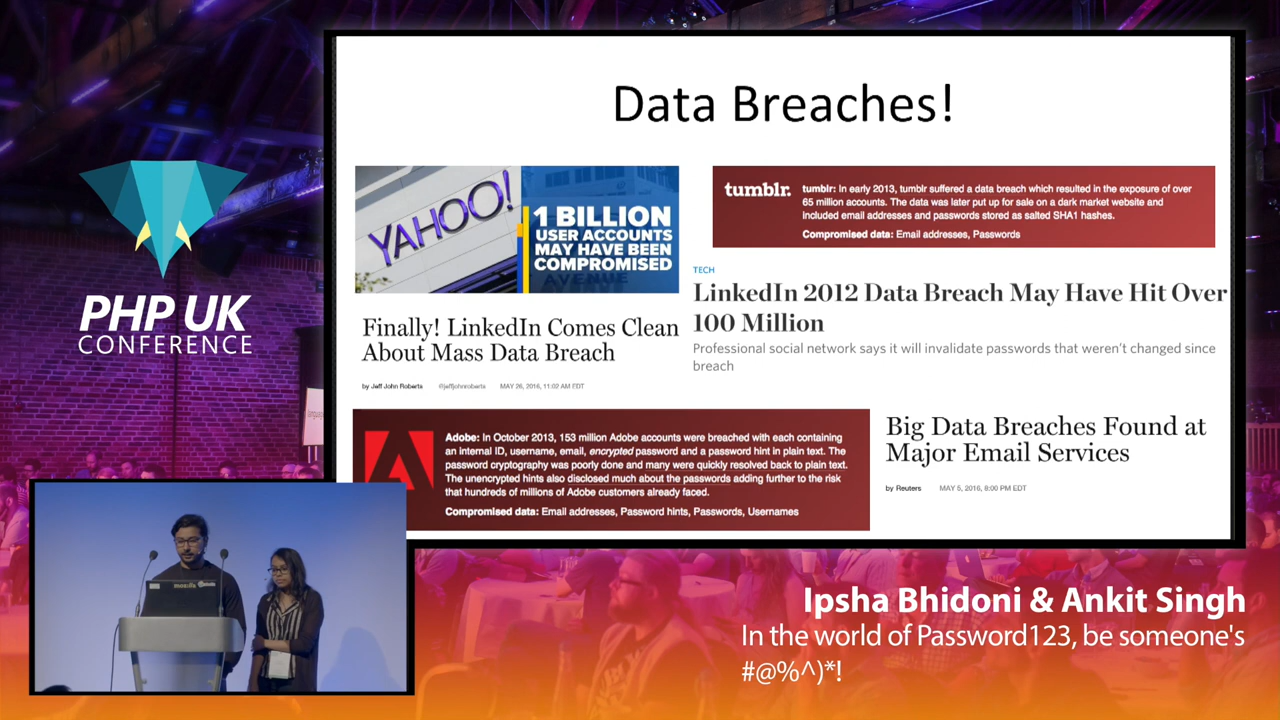 Data Breaches!
YAHOO!
1 BILLION
USER ACCOUNTS
MAY HAVE BEEN
COMPROMISED
tumblr.
tumblr: In early 2013, tumblr suffered a data breach which resulted in the exposure of over
65 million accounts. The data was later put up for sale on a dark market website and
included email addresses and passwords stored as salted SHA1 hashes.
Compromised data: Email addresses, Passwords
TECH
LinkedIn 2012 Data Breach May Have Hit Over
100 Million
Professional social network says it will invalidate passwords that weren't changed since
breach
Finally! LinkedIn Comes Clean
About Mass Data Breach
by Jeff John Roberts @jeffjohnroberts MAY 26, 2016, 11:02 AM EDT
Adobe: In October 2013, 153 million Adobe accounts were breached with each containing
an internal ID, username, email, encrypted password and a password hint in plain text. The
password cryptography was poorly done and many were quickly resolved back to plain text.
The unencrypted hints also disclosed much about the passwords adding further to the risk
that hundreds of millions of Adobe customers already faced.
Compromised data: Email addresses, Password hints, Passwords, Usernames
Big Data Breaches Found at
Major Email Services
by Reuters MAY 5, 2016, 8:00 PM EDT
PHP UK
CONFERENCE
mozilla
Ipsha Bhidoni & Ankit Singh
In the world of Password123, be someone's
#@%^)*!